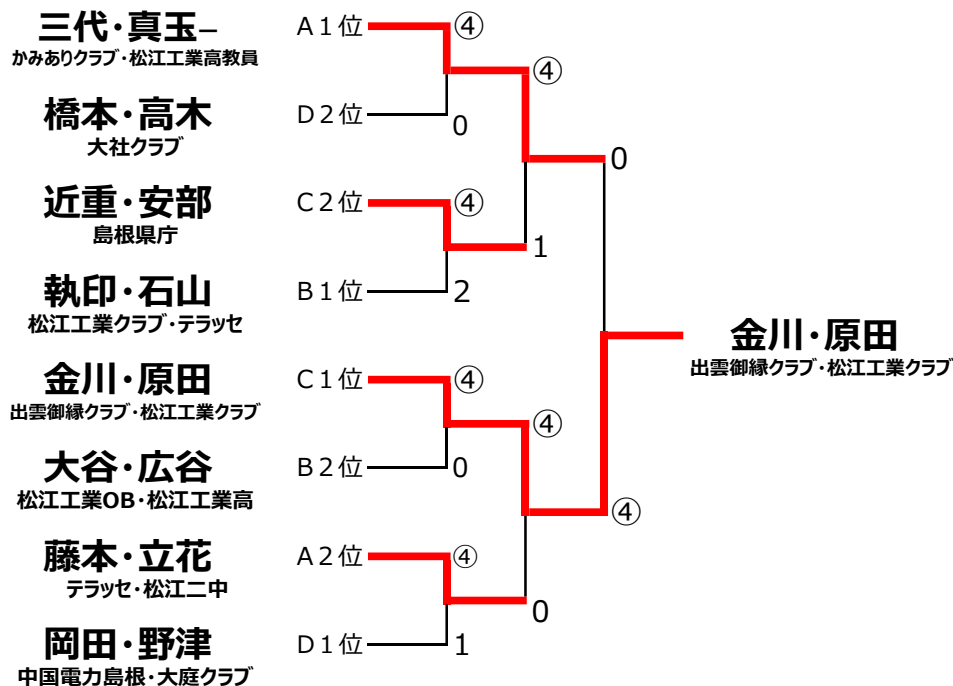 三代・真玉−
かみありクラブ・松江工業高教員
A1位
④
④
橋本・高木
大社クラブ
D2位
0
0
近重・安部
島根県庁
C2位
④
1
執印・石山
松江工業クラブ・テラッセ
B1位
2
金川・原田
出雲御縁クラブ・松江工業クラブ
金川・原田
出雲御縁クラブ・松江工業クラブ
C1位
④
④
大谷・広谷
松江工業OB・松江工業高
B2位
0
④
藤本・立花
テラッセ・松江二中
A2位
④
0
岡田・野津
中国電力島根・大庭クラブ
D1位
1